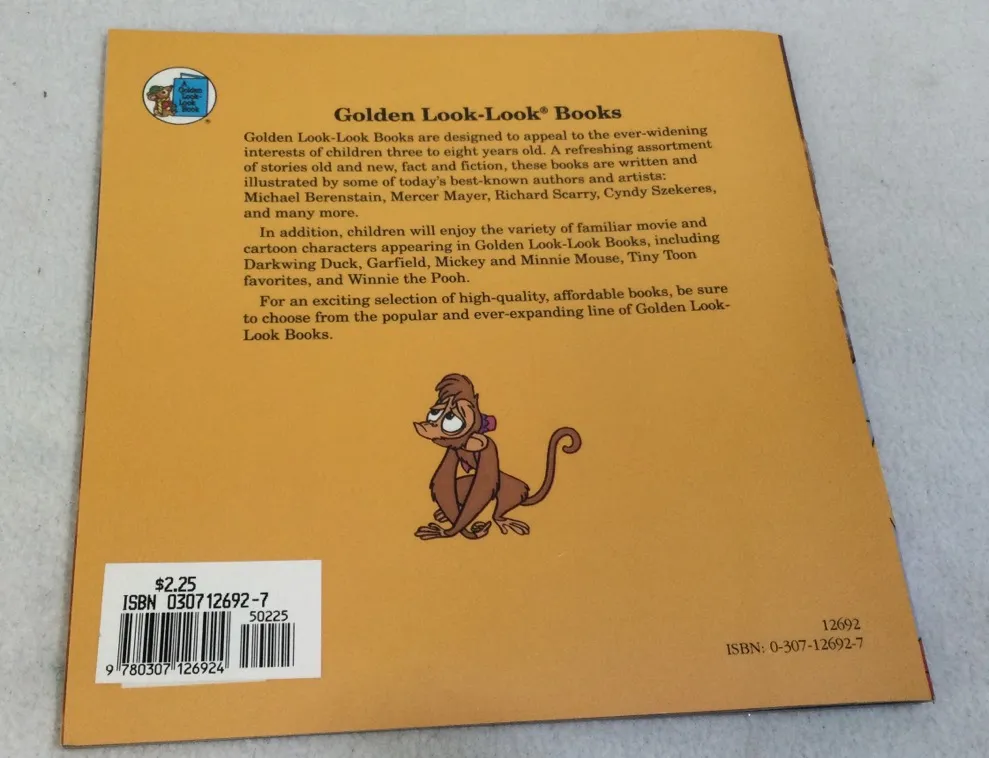 A
Golden
Look-
Look
Book
®
Golden Look-Look® Books
Golden Look-Look Books are designed to appeal to the ever-widening
interests of children three to eight years old. A refreshing assortment
of stories old and new, fact and fiction, these books are written and
illustrated by some of today's best-known authors and artists:
Michael Berenstain, Mercer Mayer, Richard Scarry, Cyndy Szekeres,
and many more.
In addition, children will enjoy the variety of familiar movie and
cartoon characters appearing in Golden Look-Look Books, including
Darkwing Duck, Garfield, Mickey and Minnie Mouse, Tiny Toon
favorites, and Winnie the Pooh.
For an exciting selection of high-quality, affordable books, be sure
to choose from the popular and ever-expanding line of Golden Look-
Look Books.
$2.25
ISBN 030712692-7
50225
9 780307 126924
12692
ISBN: 0-307-12692-7